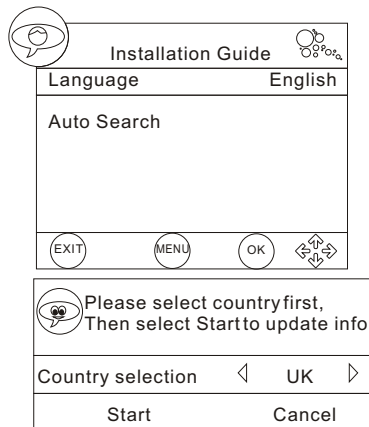 Installation Guide
Language English
Auto Search
EXIT MENU OK
Please select country first,
Then select Start to update info
Country selection UK
Start Cancel